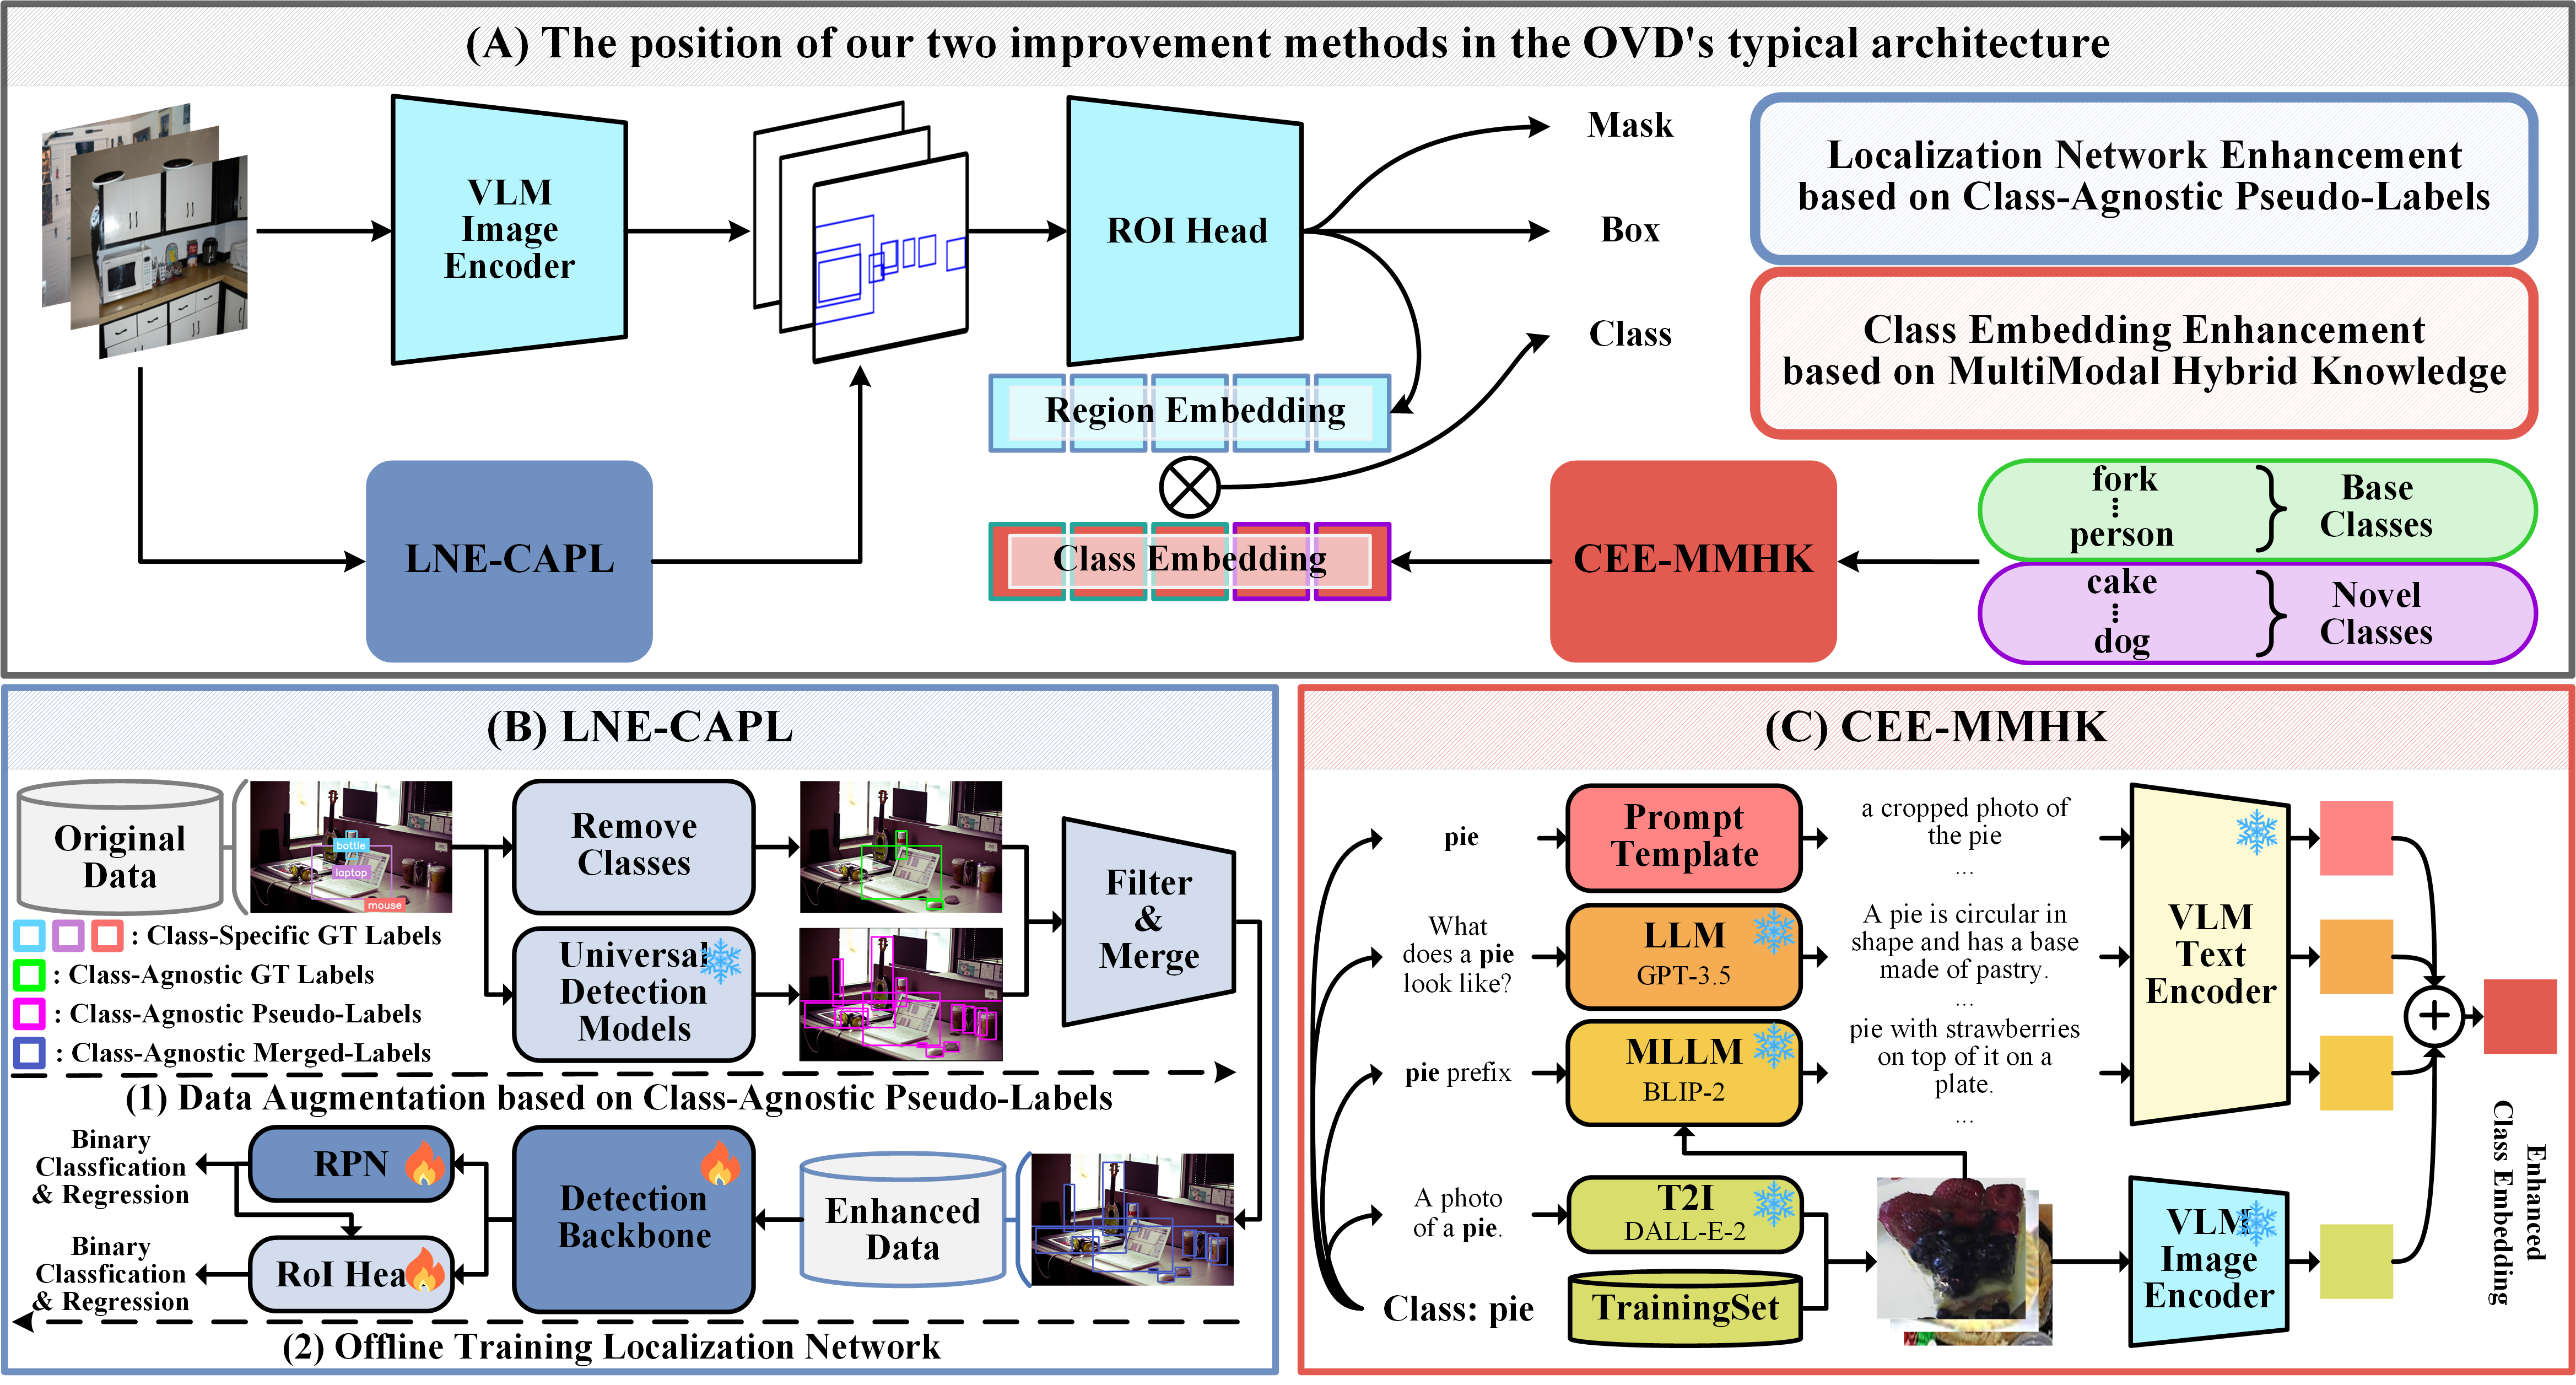 (A) The position of our two improvement methods in the OVD's typical architecture
VLM
Image
Encoder
ROI Head
Mask
Box
Class
Localization Network Enhancement
based on Class-Agnostic Pseudo-Labels
Class Embedding Enhancement
based on MultiModal Hybrid Knowledge
Region Embedding
Class Embedding
LNE-CAPL
CEE-MMHK
fork
person
Base
Classes
cake
dog
Novel
Classes
(B) LNE-CAPL
Original
Data
bottle
laptop
mouse
Remove
Classes
Universal
Detection
Models
Filter
&
Merge
: Class-Specific GT Labels
: Class-Agnostic GT Labels
: Class-Agnostic Pseudo-Labels
: Class-Agnostic Merged-Labels
(1) Data Augmentation based on Class-Agnostic Pseudo-Labels
Binary
Classfication
& Regression
RPN
Binary
Classfication
& Regression
RoI Hea
Detection
Backbone
Enhanced
Data
(2) Offline Training Localization Network
(C) CEE-MMHK
pie
Prompt
Template
a cropped photo of
the pie
...
What
does a pie
look like?
LLM
GPT-3.5
A pie is circular in
shape and has a base
made of pastry.
...
pie prefix
MLLM
BLIP-2
pie with strawberries
on top of it on a
plate.
...
VLM
Text
Encoder
A photo
of a pie.
T2I
DALL-E-2
Class: pie
TrainingSet
VLM
Image
Encoder
Enhanced
Class Embedding